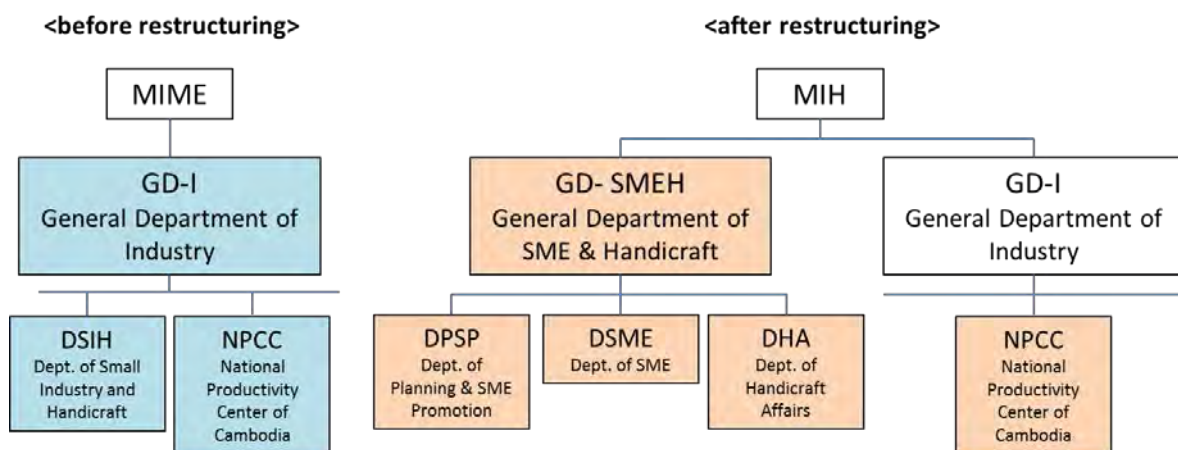 <before restructuring>
MIME
GD-I
General Department of
Industry
DSIH
Dept. of Small
Industry and
Handicraft
NPCC
National
Productivity
Center of
Cambodia
<after restructuring>
MIH
GD- SMEH
General Department of
SME & Handicraft
GD-I
General Department of
Industry
DPSP
Dept. of
Planning & SME
Promotion
DSME
Dept. of SME
DHA
Dept. of
Handicraft
Affairs
NPCC
National
Productivity
Center of
Cambodia